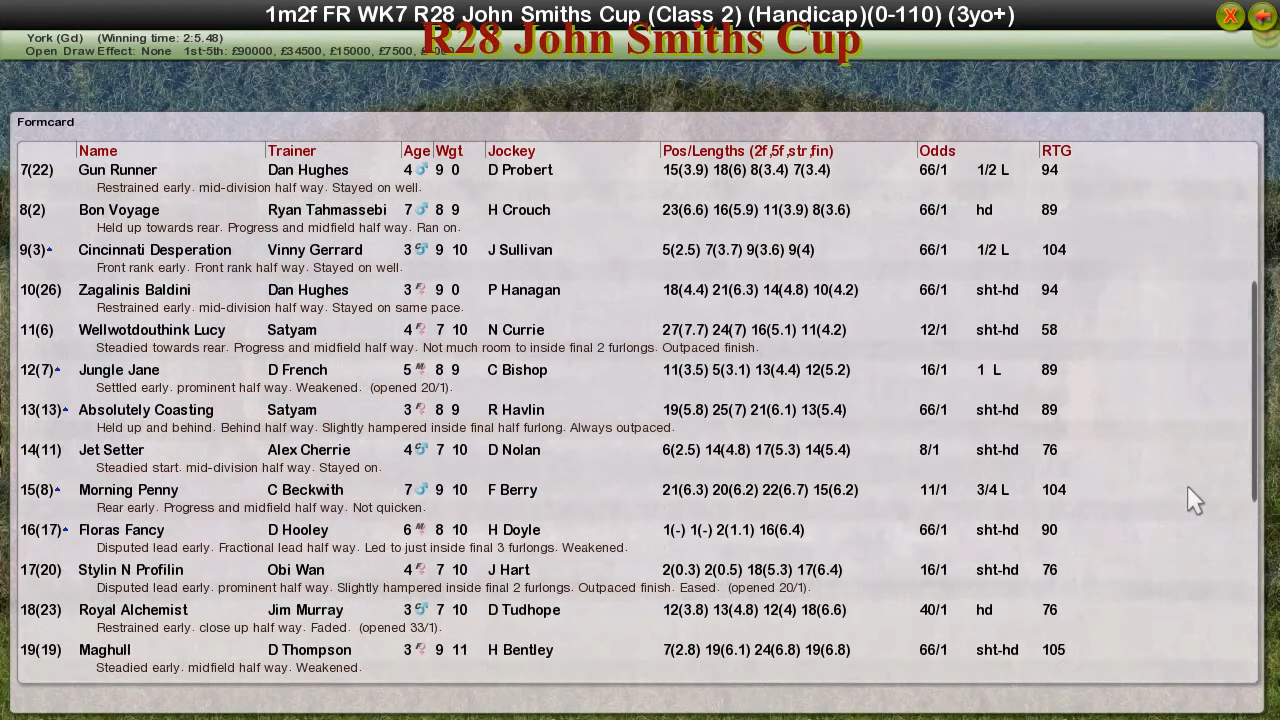 1m2f FR WK7 R28 John Smiths Cup (Class 2) (Handicap)(0-110) (3yo+)
R28 John Smiths Cup
York (Gd) (Winning time: 2:5.48)
Open Draw Effect: None 1st-5th: £90000, £34500, £15000, £7500,
Formcard
Name Trainer Age Wgt Jockey Pos/Lengths (2f,5f,str,fin) Odds RTG
7(22) Gun Runner Dan Hughes 4 9 0 D Probert 15(3.9) 18(6) 8(3.4) 7(3.4) 66/1 1/2 L 94
Restrained early. mid-division half way. Stayed on well.
8(2) Bon Voyage Ryan Tahmassebi 7 8 9 H Crouch 23(6.6) 16(5.9) 11(3.9) 8(3.6) 66/1 hd 89
Held up towards rear. Progress and midfield half way. Ran on.
9(3) Cincinnati Desperation Vinny Gerrard 3 9 10 J Sullivan 5(2.5) 7(3.7) 9(3.6) 9(4) 66/1 1/2 L 104
Front rank early. Front rank half way. Stayed on well.
10(26) Zagalinis Baldini Dan Hughes 3 9 0 P Hanagan 18(4.4) 21(6.3) 14(4.8) 10(4.2) 66/1 sht-hd 94
Restrained early. mid-division half way. Stayed on same pace.
11(6) Wellwotdouthink Lucy Satyam 4 7 10 N Currie 27(7.7) 24(7) 16(5.1) 11(4.2) 12/1 sht-hd 58
Steadied towards rear. Progress and midfield half way. Not much room to inside final 2 furlongs. Outpaced finish.
12(7) Jungle Jane D French 5 8 9 C Bishop 11(3.5) 5(3.1) 13(4.4) 12(5.2) 16/1 1 L 89
Settled early. prominent half way. Weakened. (opened 20/1).
13(13) Absolutely Coasting Satyam 3 8 9 R Havlin 19(5.8) 25(7) 21(6.1) 13(5.4) 66/1 sht-hd 89
Held up and behind. Behind half way. Slightly hampered inside final half furlong. Always outpaced.
14(11) Jet Setter Alex Cherrie 4 7 10 D Nolan 6(2.5) 14(4.8) 17(5.3) 14(5.4) 8/1 sht-hd 76
Steadied start. mid-division half way. Stayed on.
15(8) Morning Penny C Beckwith 7 9 10 F Berry 21(6.3) 20(6.2) 22(6.7) 15(6.2) 11/1 3/4 L 104
Rear early. Progress and midfield half way. Not quicken.
16(17) Floras Fancy D Hooley 6 8 10 H Doyle 1(-) 1(-) 2(1.1) 16(6.4) 66/1 sht-hd 90
Disputed lead early. Fractional lead half way. Led to just inside final 3 furlongs. Weakened.
17(20) Stylin N Profilin Obi Wan 4 7 10 J Hart 2(0.3) 2(0.5) 18(5.3) 17(6.4) 16/1 sht-hd 76
Disputed lead early. prominent half way. Slightly hampered inside final 2 furlongs. Outpaced finish. Eased. (opened 20/1).
18(23) Royal Alchemist Jim Murray 3 7 10 D Tudhope 12(3.8) 13(4.8) 12(4) 18(6.6) 40/1 hd 76
Restrained early. close up half way. Faded. (opened 33/1).
19(19) Maghull D Thompson 3 9 11 H Bentley 7(2.8) 19(6.1) 24(6.8) 19(6.8) 66/1 sht-hd 105
Steadied early. midfield half way. Weakened.